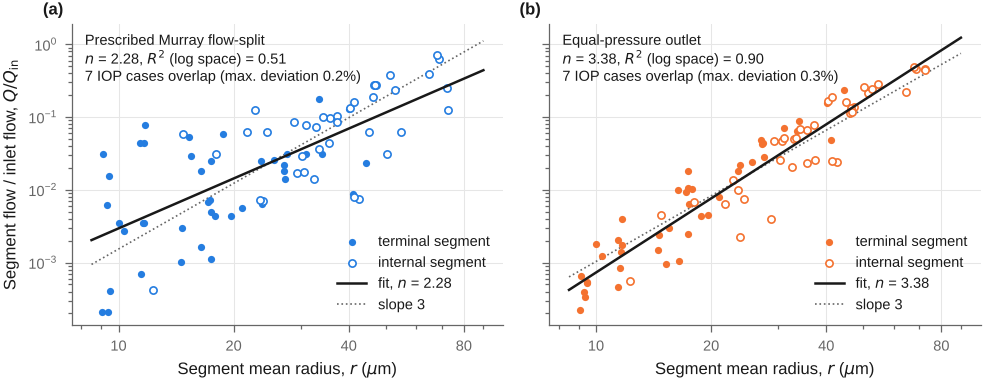 (a)
Prescribed Murray flow-split
n = 2.28, R² (log space) = 0.51
7 IOP cases overlap (max. deviation 0.2%)
10⁰
10⁻¹
10⁻²
10⁻³
Segment flow / inlet flow, Q/Qin
terminal segment
internal segment
fit, n = 2.28
slope 3
10
20
40
80
Segment mean radius, r (μm)
(b)
Equal-pressure outlet
n = 3.38, R² (log space) = 0.90
7 IOP cases overlap (max. deviation 0.3%)
terminal segment
internal segment
fit, n = 3.38
slope 3
10
20
40
80
Segment mean radius, r (μm)